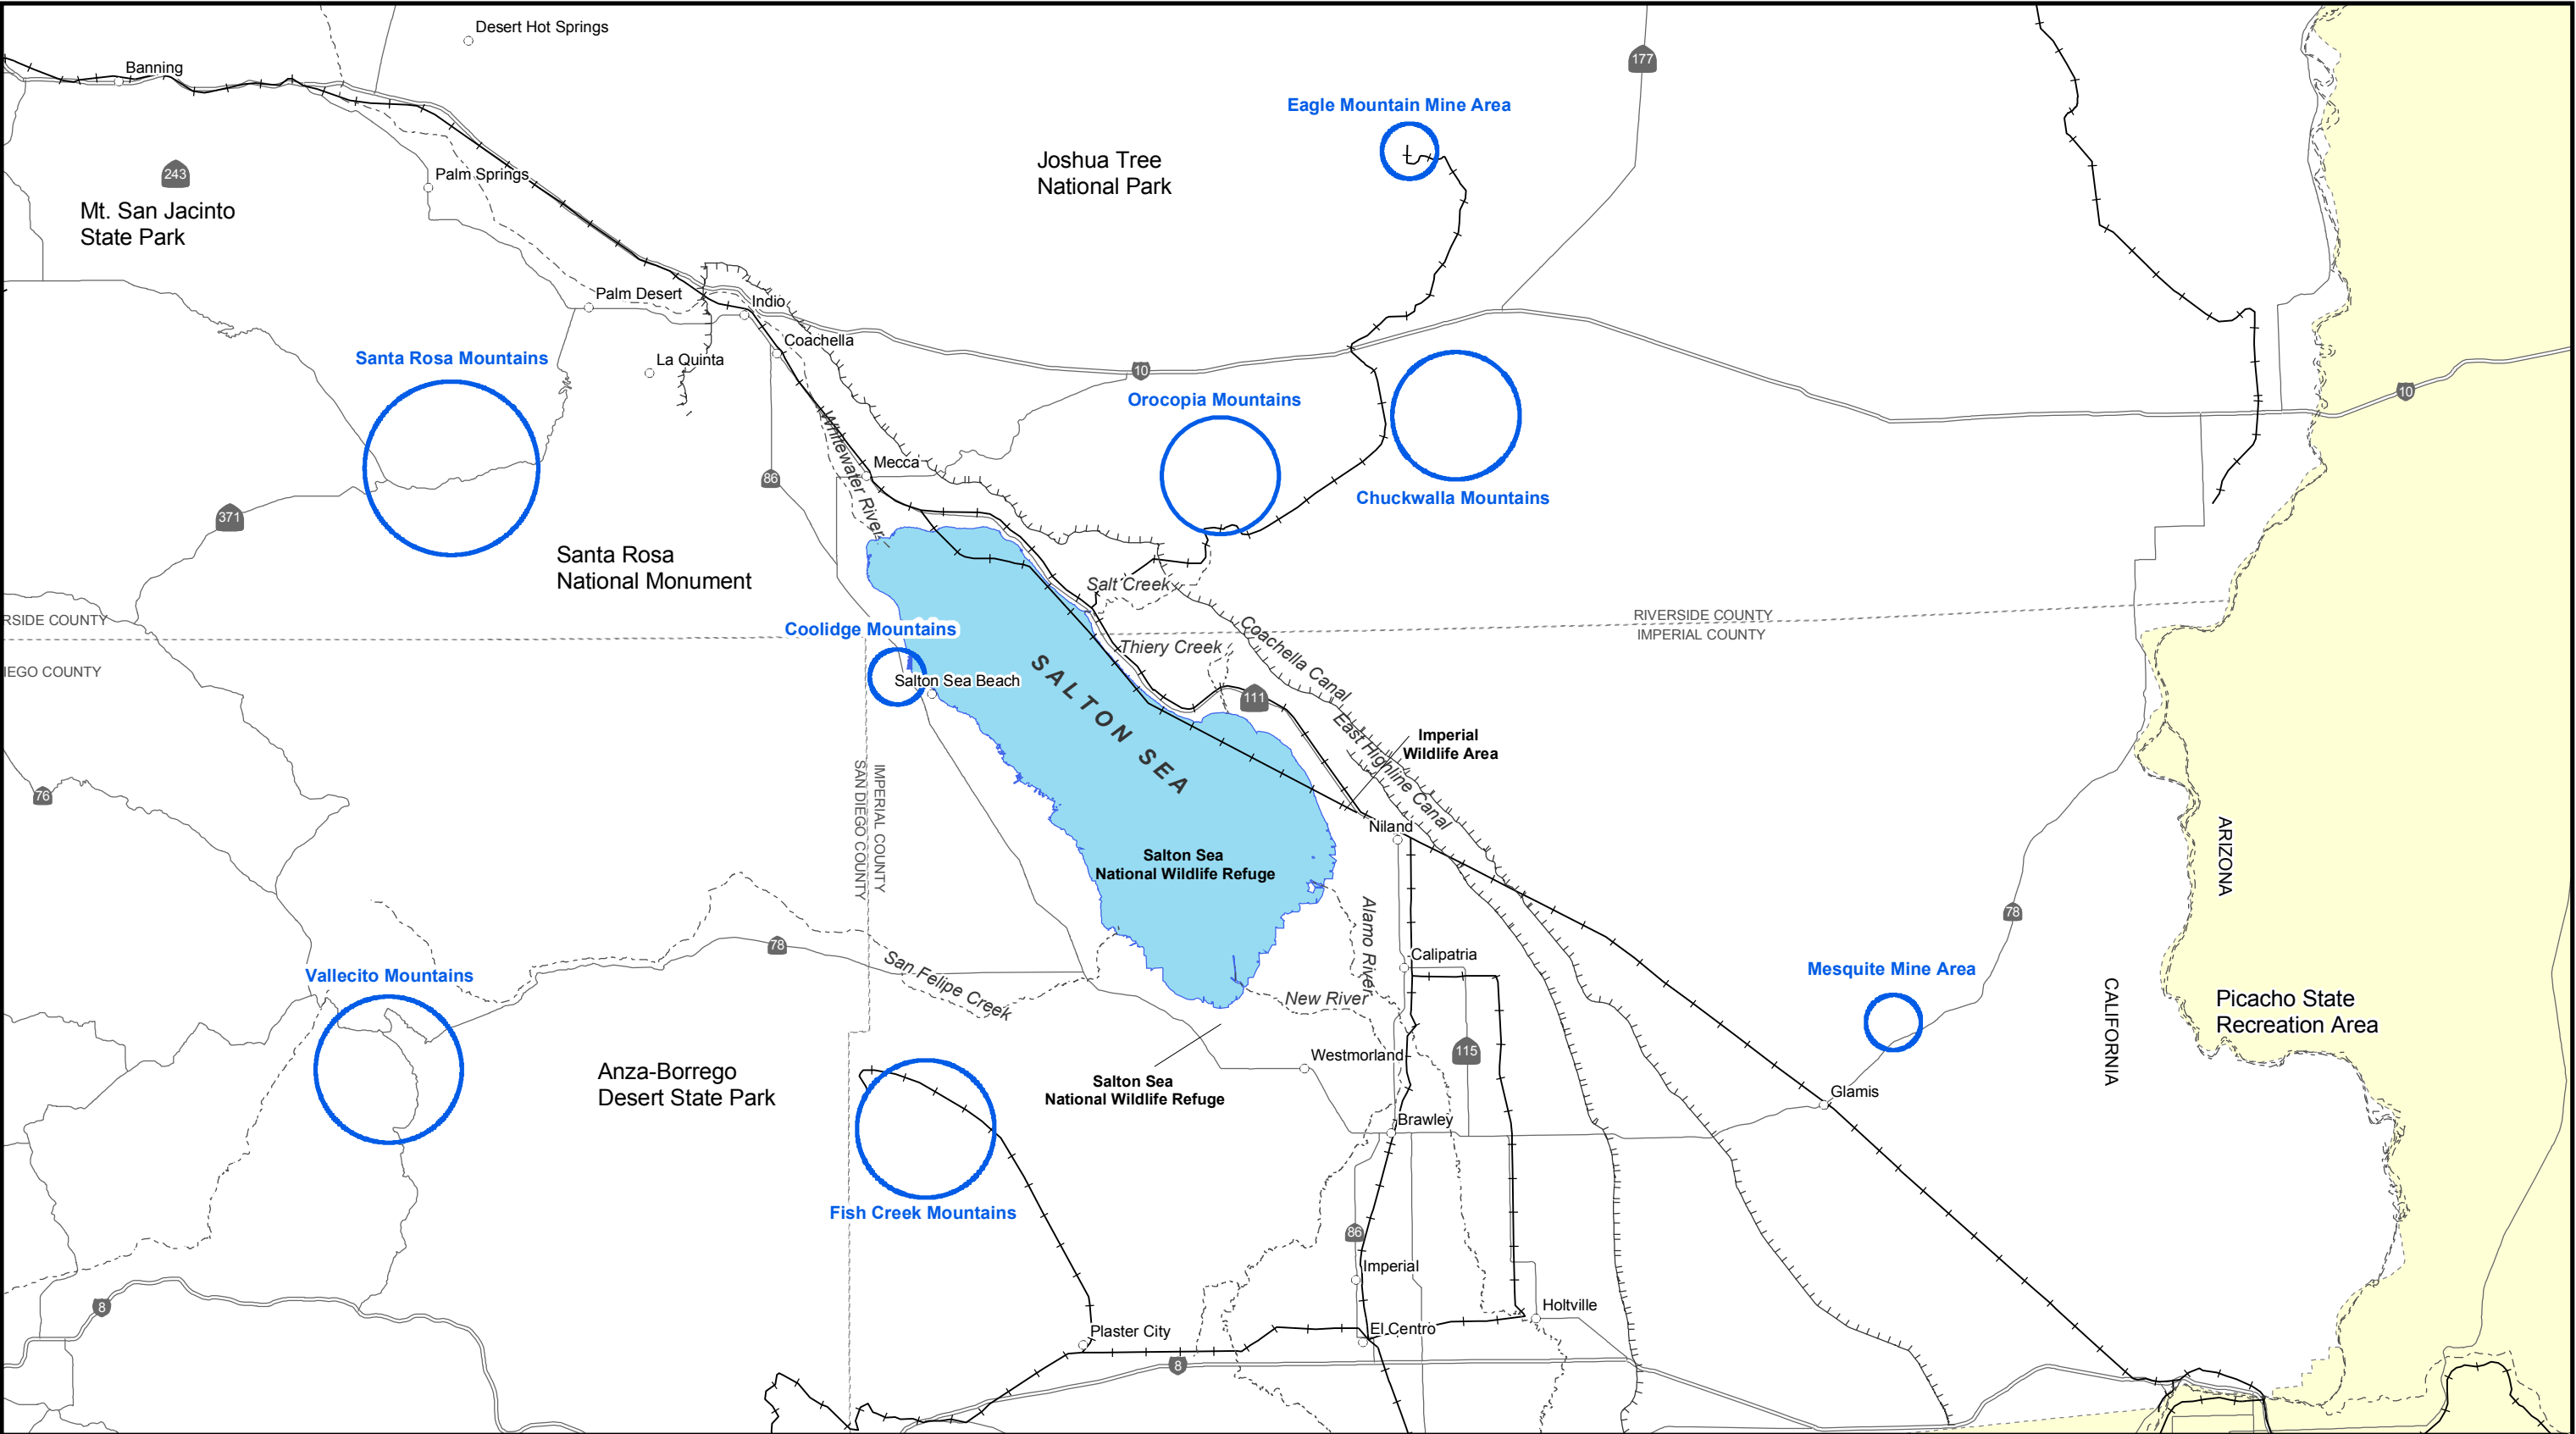 Desert Hot Springs
Banning
177
Eagle Mountain Mine Area
Joshua Tree
National Park
243
Palm Springs
Mt. San Jacinto
State Park
Palm Desert
Indio
Coachella
La Quinta
Santa Rosa Mountains
10
10
Orocopia Mountains
Whitewater River
Mecca
86
Chuckwalla Mountains
371
Santa Rosa
National Monument
Salt Creek
RSIDE COUNTY
IEGO COUNTY
RIVERSIDE COUNTY
IMPERIAL COUNTY
Coolidge Mountains
Coachella Canal
Thiery Creek
Salton Sea Beach
SALTON SEA
111
East Highline Canal
Imperial
Wildlife Area
76
IMPERIAL COUNTY
SAN DIEGO COUNTY
Niland
Salton Sea
National Wildlife Refuge
ARIZONA
Alamo River
78
78
Calipatria
San Felipe Creek
Vallecito Mountains
Mesquite Mine Area
New River
CALIFORNIA
Picacho State
Recreation Area
115
Westmorland
Anza-Borrego
Desert State Park
Salton Sea
National Wildlife Refuge
Glamis
Brawley
Fish Creek Mountains
86
Imperial
8
Holtville
Plaster City
El Centro
8